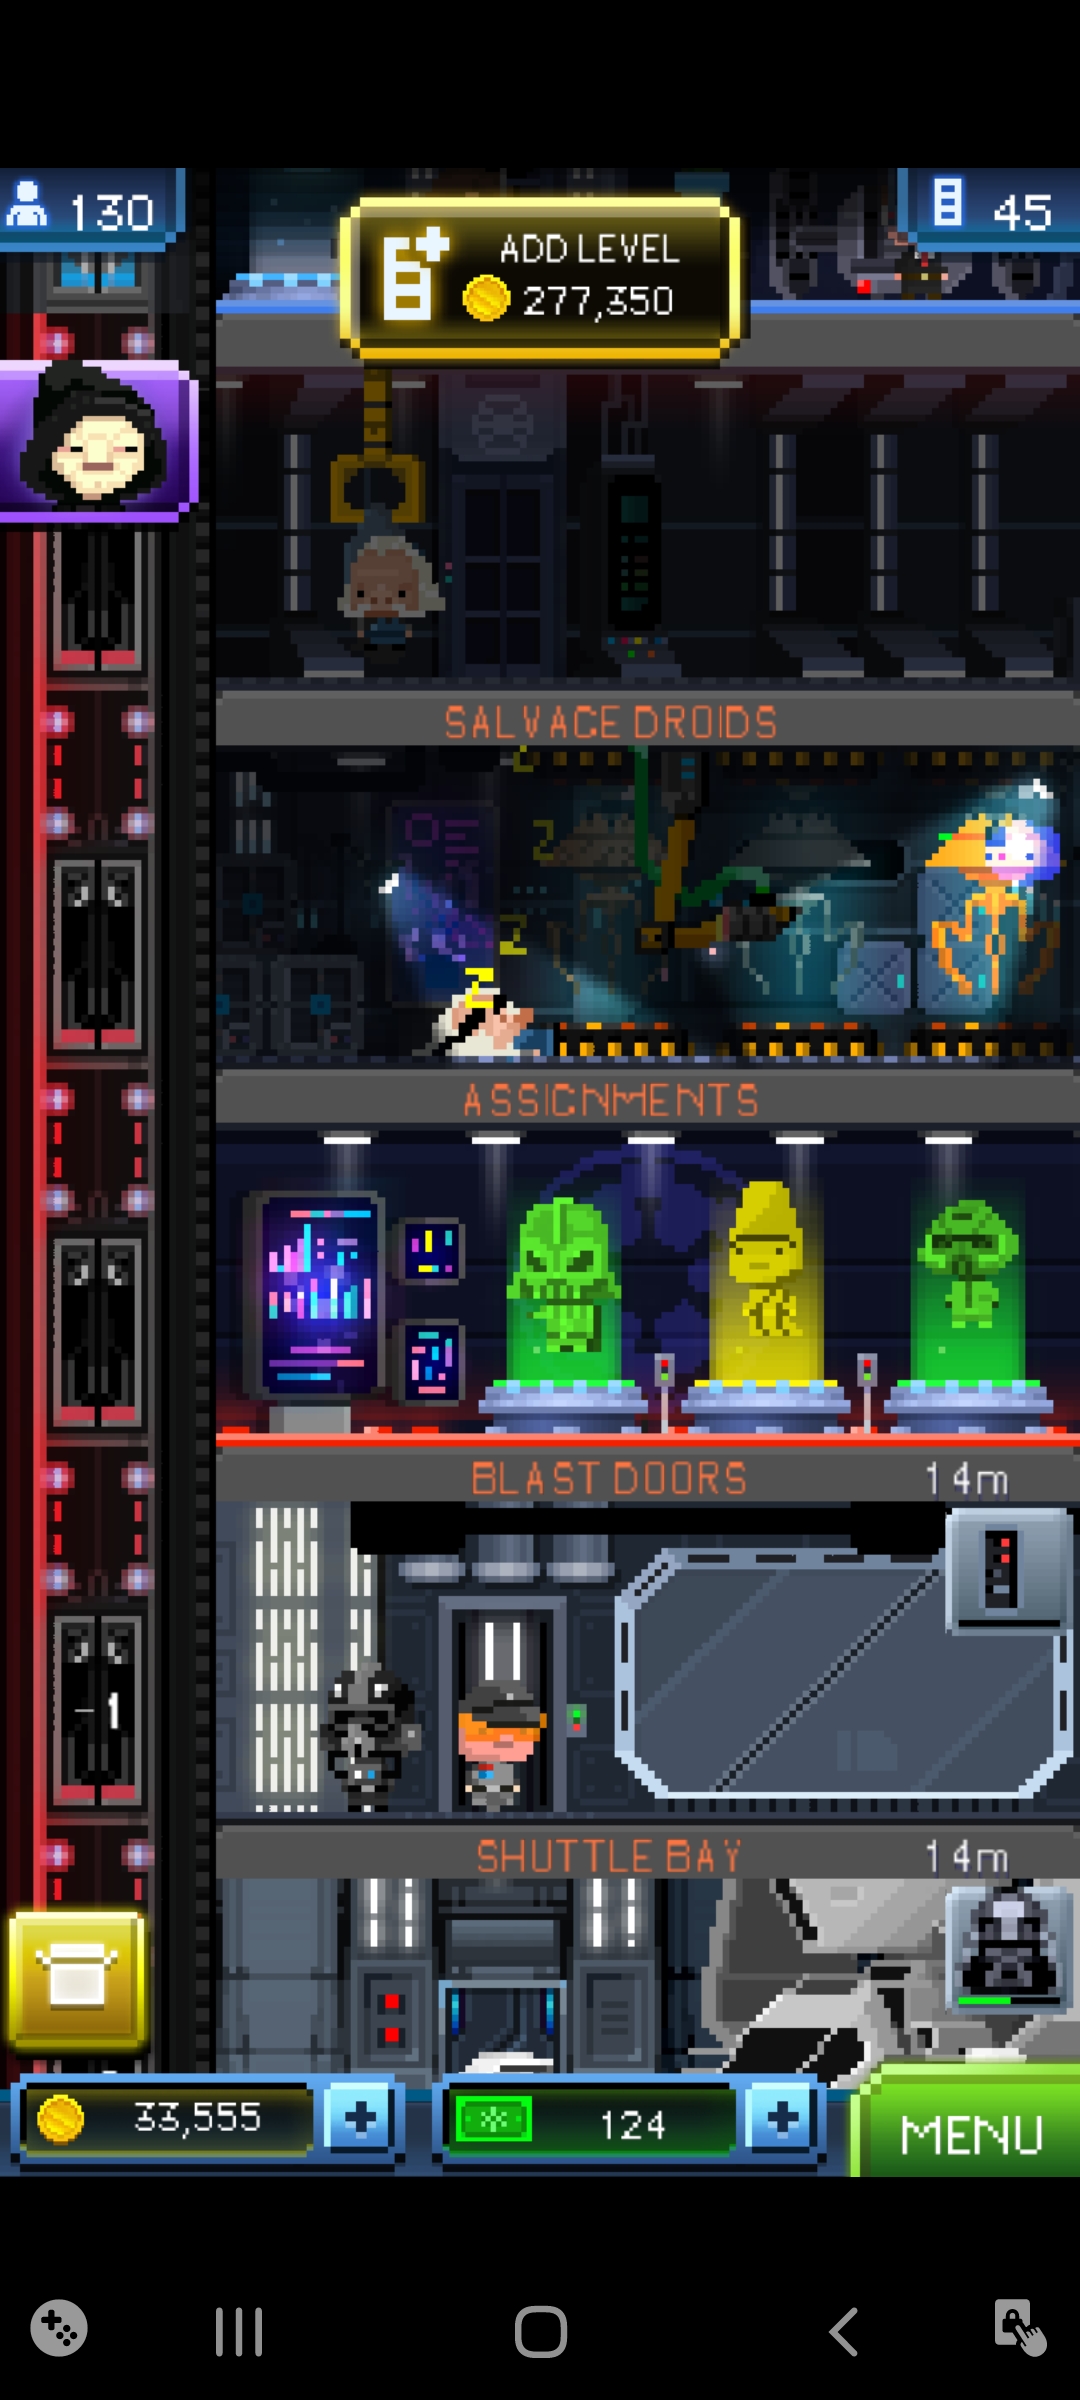 130
45
ADD LEVEL
277,350
SALVAGE DROIDS
Z
Z
Z
Z
ASSIGNMENTS
BLAST DOORS 14m
-1
SHUTTLE BAY 14m
33,555
124
MENU